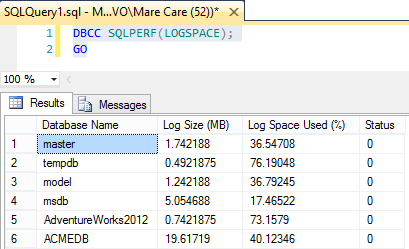 SQLQuery1.sql - M...VO\Mare Care (52))* ×
1 DBCC SQLPERF(LOGSPACE);
2 GO
100 %
Results Messages
Database Name Log Size (MB) Log Space Used (%) Status
1 master 1.742188 36.54708 0
2 tempdb 0.4921875 76.19048 0
3 model 1.242188 36.79245 0
4 msdb 5.054688 17.46522 0
5 AdventureWorks2012 0.7421875 73.1579 0
6 ACMEDB 19.61719 40.12346 0